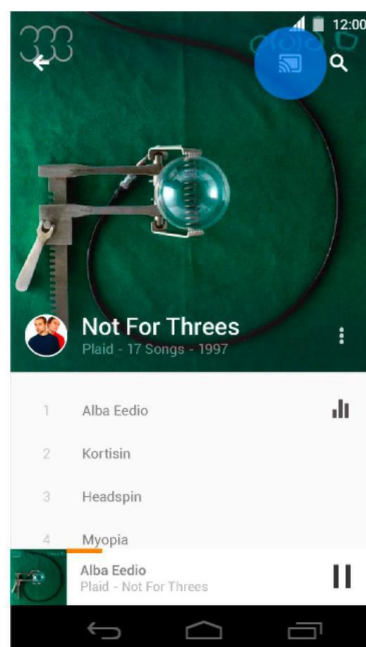 12:00
Not For Threes
Plaid - 17 Songs - 1997
1 Alba Eedio
2 Kortisin
3 Headspin
4 Myopia
Alba Eedio
Plaid - Not For Threes